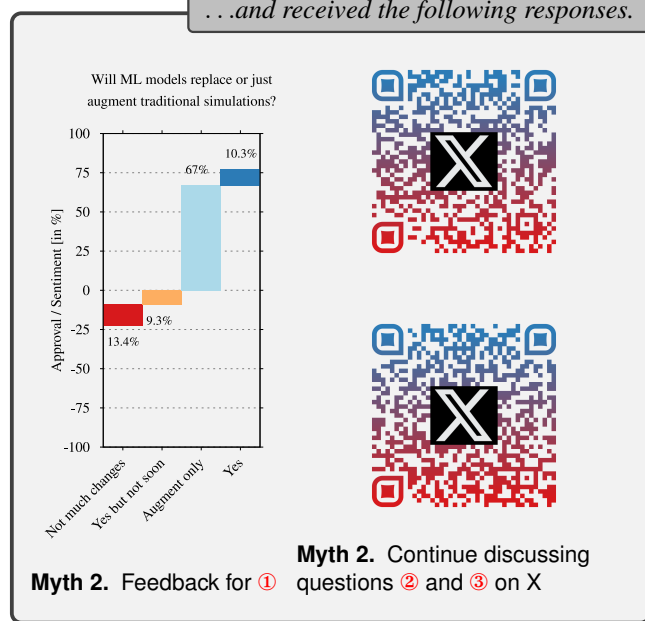 ...and received the following responses.
Will ML models replace or just
augment traditional simulations?
100
75
50
25
0
-25
-50
-75
-100
Approval / Sentiment [in %]
13.4%
9.3%
67%
10.3%
Not much changes
Yes but not soon
Augment only
Yes
Myth 2. Feedback for ①
Myth 2. Continue discussing
questions ② and ③ on X